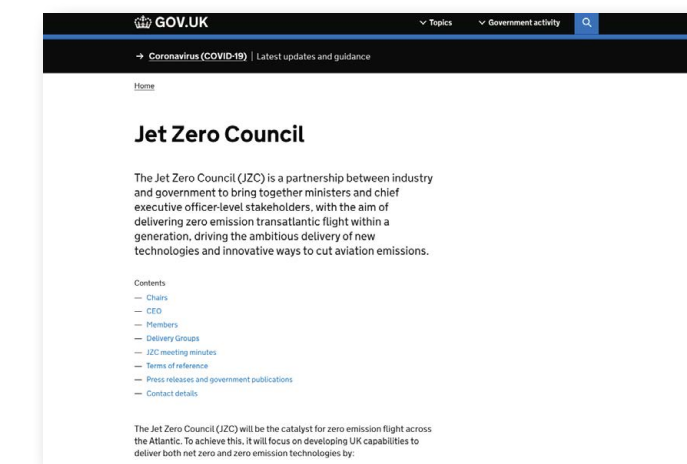 GOV.UK
Topics
Government activity
→ Coronavirus (COVID-19) | Latest updates and guidance
Home
Jet Zero Council
The Jet Zero Council (JZC) is a partnership between industry
and government to bring together ministers and chief
executive officer-level stakeholders, with the aim of
delivering zero emission transatlantic flight within a
generation, driving the ambitious delivery of new
technologies and innovative ways to cut aviation emissions.
Contents
— Chairs
— CEO
— Members
— Delivery Groups
— JZC meeting minutes
— Terms of reference
— Press releases and government publications
— Contact details
The Jet Zero Council (JZC) will be the catalyst for zero emission flight across
the Atlantic. To achieve this, it will focus on developing UK capabilities to
deliver both net zero and zero emission technologies by: